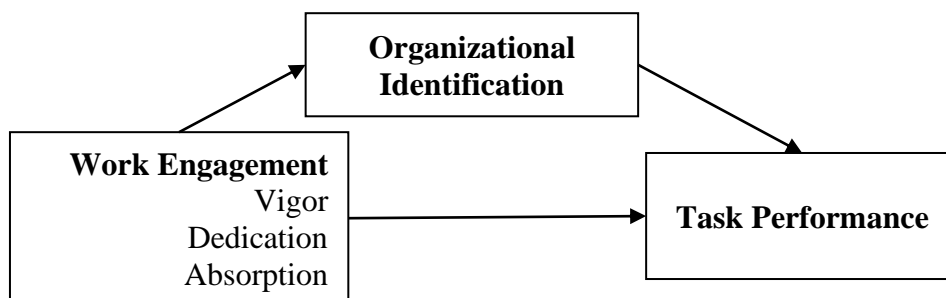 Organizational
Identification
Work Engagement
Vigor
Dedication
Absorption
Task Performance